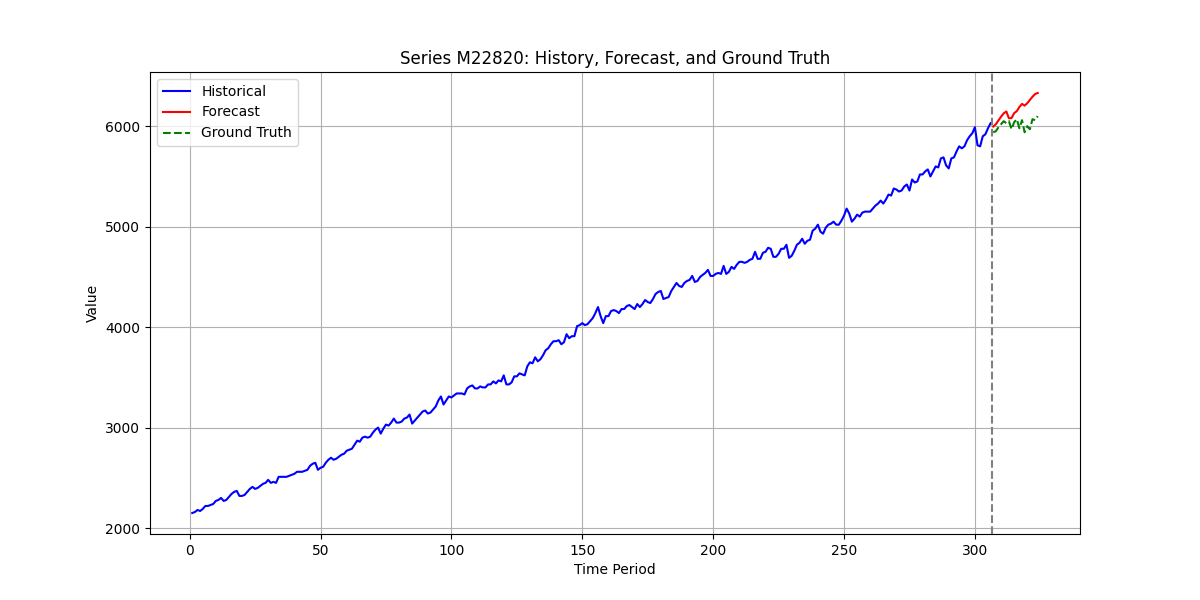 Series M22820: History, Forecast, and Ground Truth
Historical
Forecast
Ground Truth
6000
5000
4000
3000
2000
Value
0 50 100 150 200 250 300
Time Period